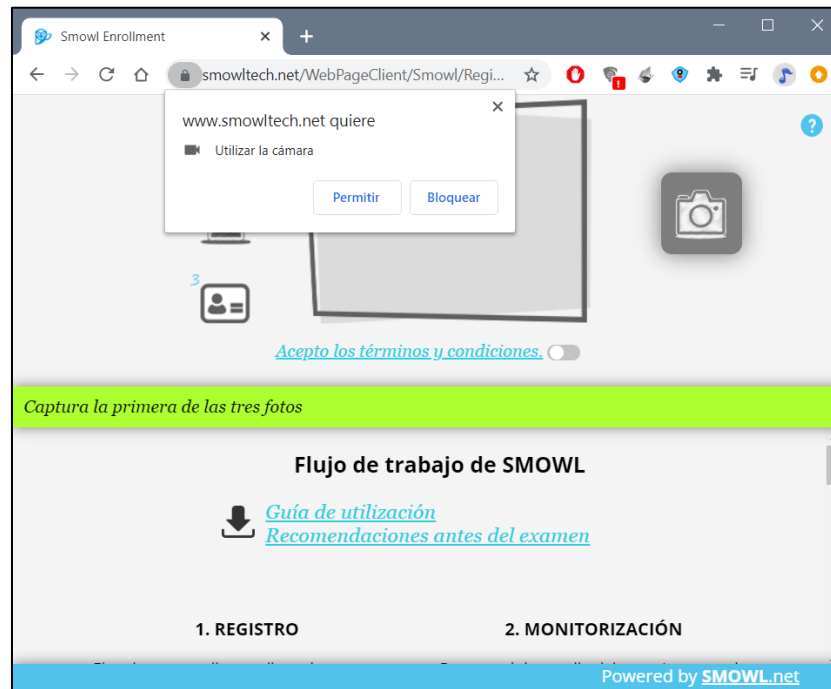 Smowl Enrollment
smowltech.net/WebPageClient/Smowl/Regi...
www.smowltech.net quiere
Utilizar la cámara
Permitir Bloquear
3
Acepto los términos y condiciones.
Captura la primera de las tres fotos
Flujo de trabajo de SMOWL
Guía de utilización
Recomendaciones antes del examen
1. REGISTRO 2. MONITORIZACIÓN
Powered by SMOWL.net